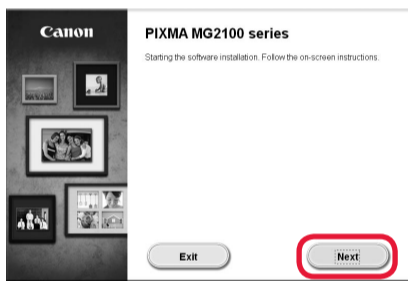 Canon
PIXMA MG2100 series
Starting the software installation. Follow the on-screen instructions.
Exit
Next